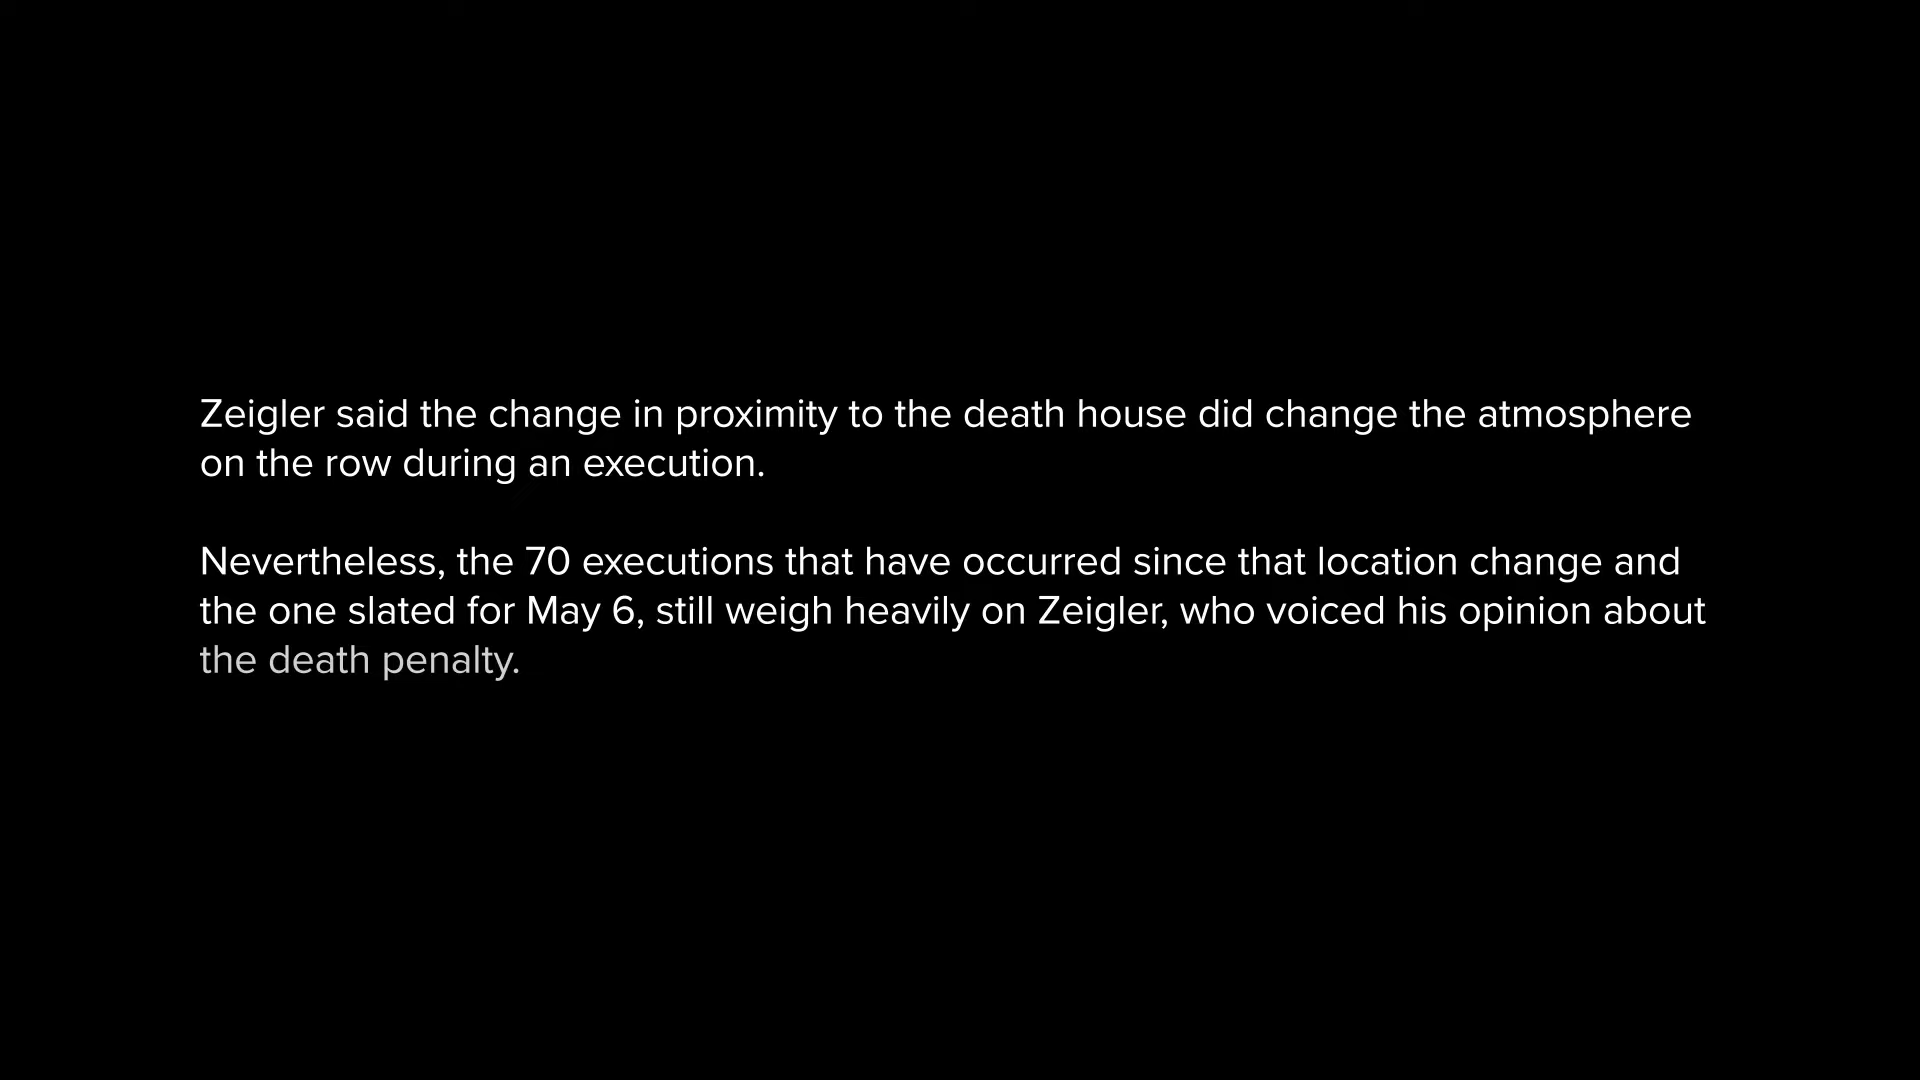 Zeigler said the change in proximity to the death house did change the atmosphere
on the row during an execution.
Nevertheless, the 70 executions that have occurred since that location change and
the one slated for May 6, still weigh heavily on Zeigler, who voiced his opinion about
the death penalty.